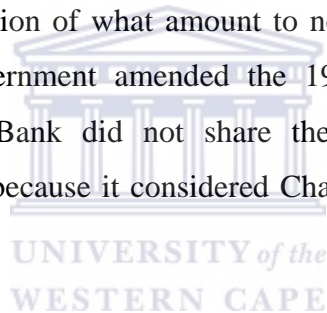 ion of what amount to n
ernment amended the 19
Bank did not share the
because it considered Cha
UNIVERSITY of the
WESTERN CAPE